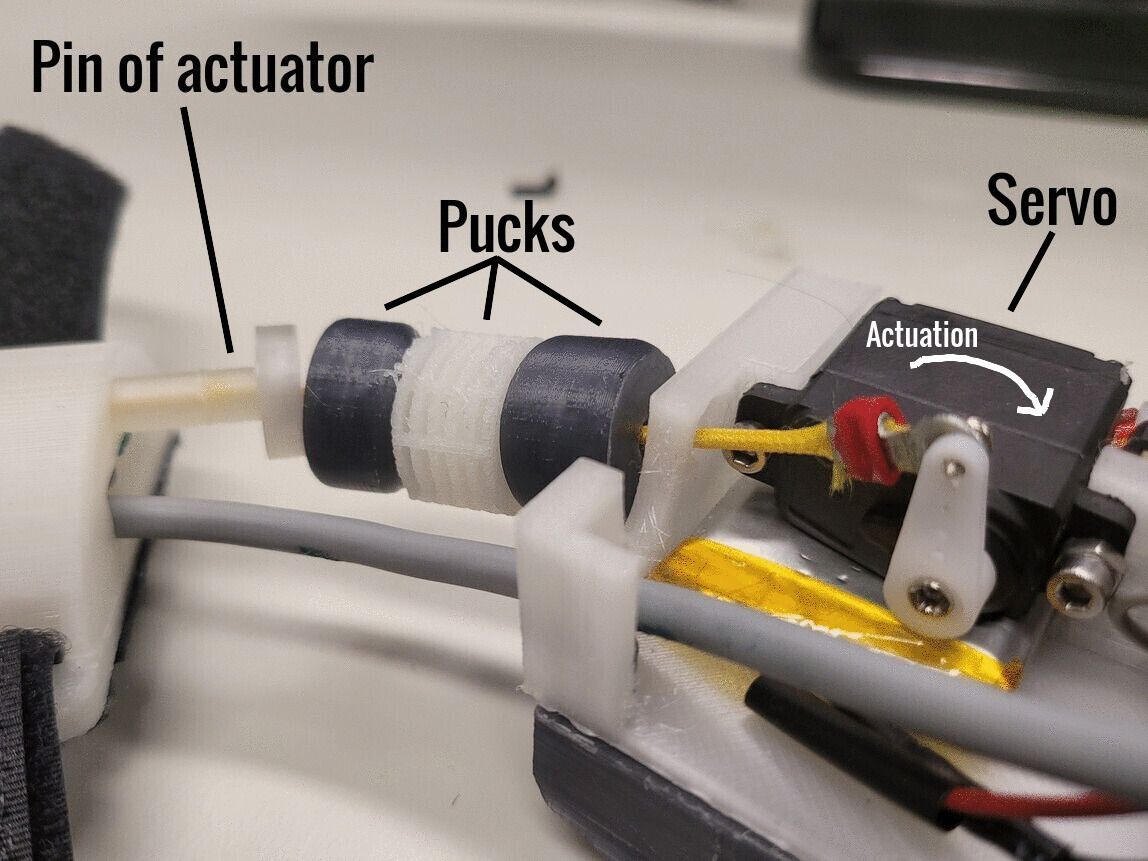 Pin of actuator
Pucks
Servo
Actuation